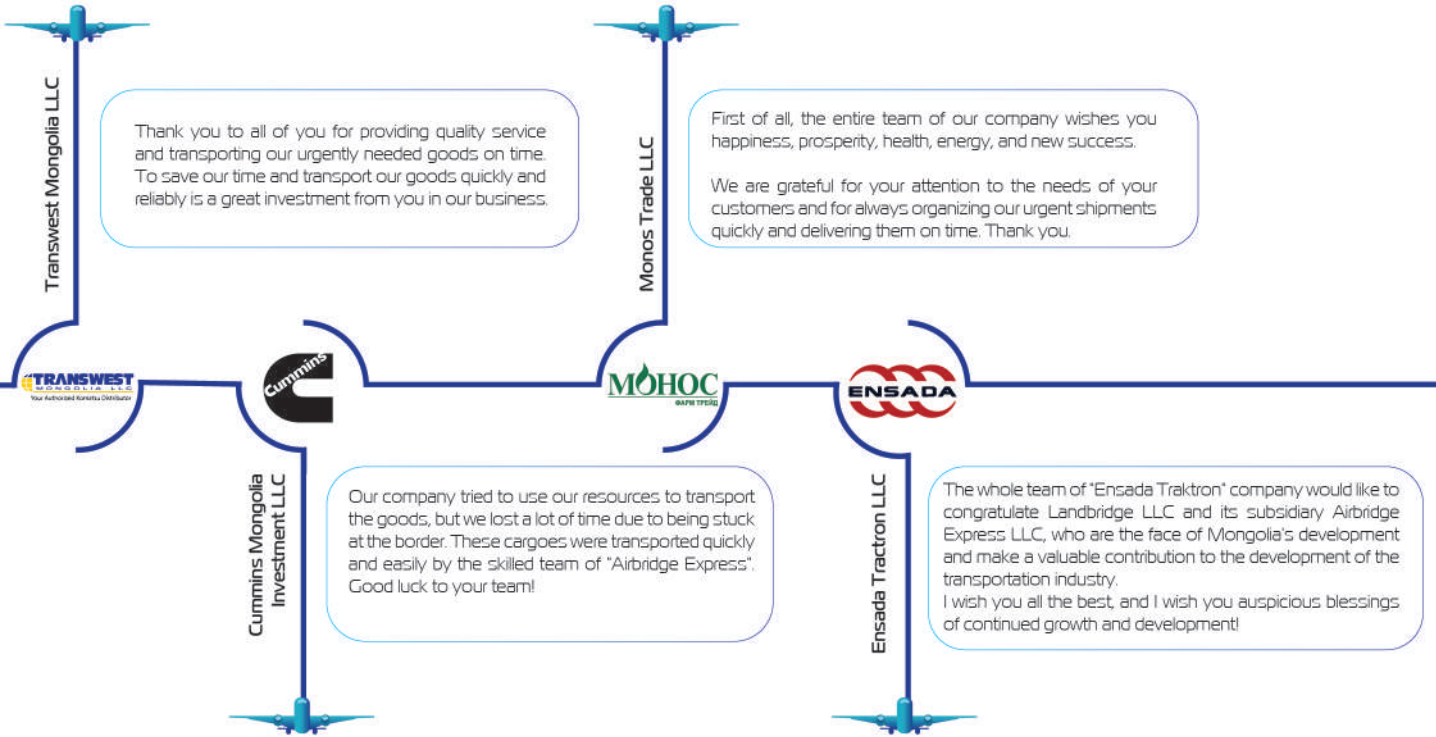 Transwest Mongolia LLC
Thank you to all of you for providing quality service
and transporting our urgently needed goods on time.
To save our time and transport our goods quickly and
reliably is a great investment from you in our business.
Monos Trade LLC
First of all, the entire team of our company wishes you
happiness, prosperity, health, energy, and new success.
We are grateful for your attention to the needs of your
customers and for always organizing our urgent shipments
quickly and delivering them on time. Thank you.
TRANSWEST
MONGOLIA LLC
Your Authorized Komatsu Distributor
Cummins
МОНОС
ФАРМ ТРЕЙД
ENSADA
Cummins Mongolia
Investment LLC
Our company tried to use our resources to transport
the goods, but we lost a lot of time due to being stuck
at the border. These cargoes were transported quickly
and easily by the skilled team of "Airbridge Express".
Good luck to your team!
Ensada Tractron LLC
The whole team of "Ensada Traktron" company would like to
congratulate Landbridge LLC and its subsidiary Airbridge
Express LLC, who are the face of Mongolia's development
and make a valuable contribution to the development of the
transportation industry.
I wish you all the best, and I wish you auspicious blessings
of continued growth and development!